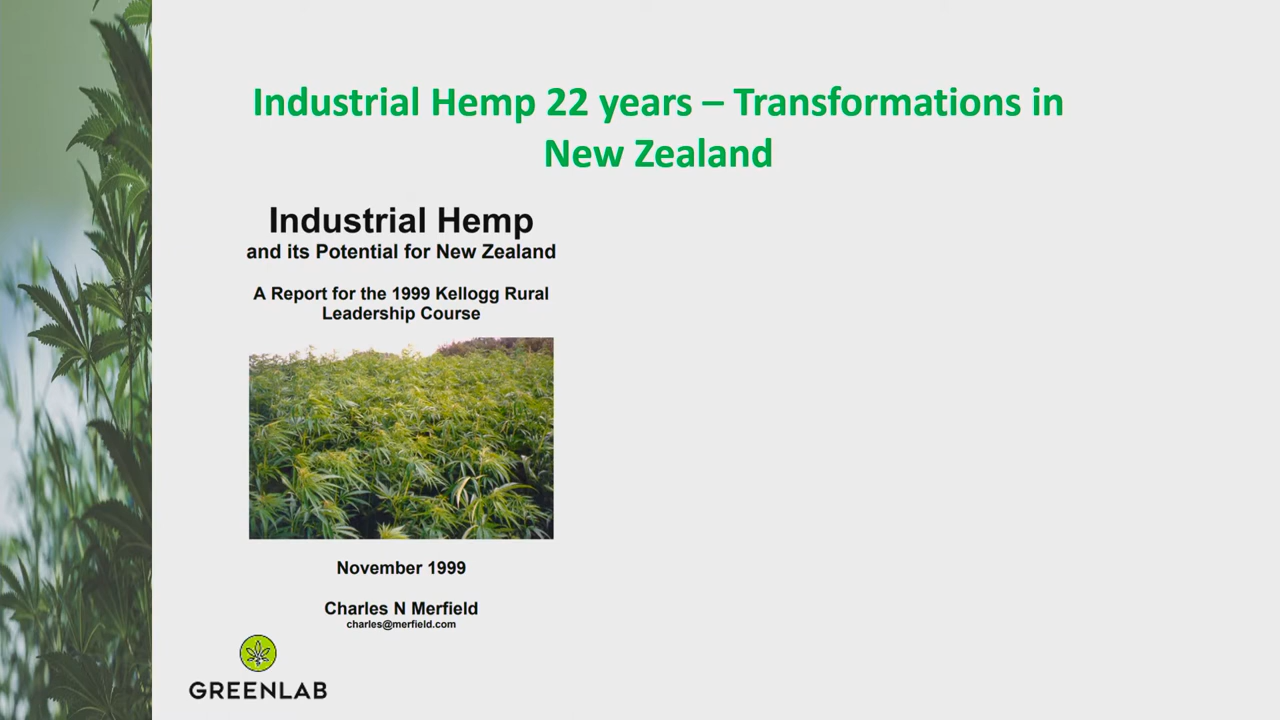 Industrial Hemp 22 years – Transformations in
New Zealand
Industrial Hemp
and its Potential for New Zealand
A Report for the 1999 Kellogg Rural
Leadership Course
November 1999
Charles N Merfield
charles@merfield.com
GREENLAB